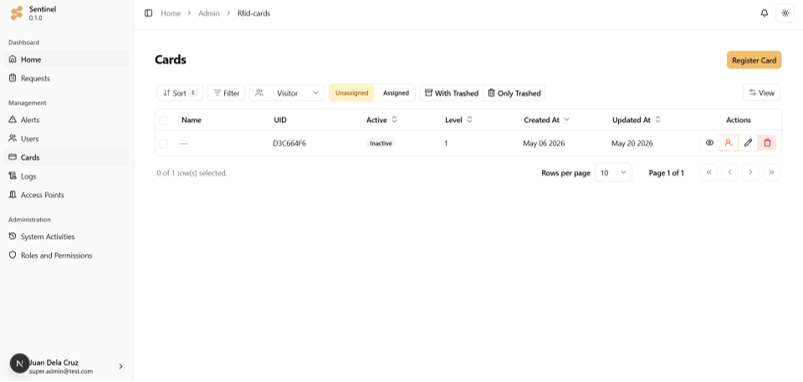 Sentinel
0.1.0
Home > Admin > Rfid-cards
Dashboard
Home
Requests
Management
Alerts
Users
Cards
Logs
Access Points
Administration
System Activities
Roles and Permissions
N
Juan Dela Cruz
super.admin@test.com
Cards
Register Card
Sort 1
Filter
Visitor
Unassigned
Assigned
With Trashed
Only Trashed
View
Name UID Active Level Created At Updated At Actions
— D3C664F6 Inactive 1 May 06 2026 May 20 2026
0 of 1 row(s) selected.
Rows per page 10
Page 1 of 1